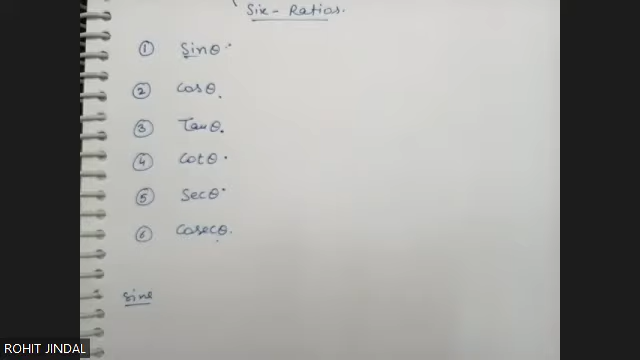 Six - Ratios.
① Sinθ.
② Cosθ.
③ Tanθ.
④ Cotθ.
⑤ Secθ.
⑥ Cosecθ.
Sine
ROHIT JINDAL